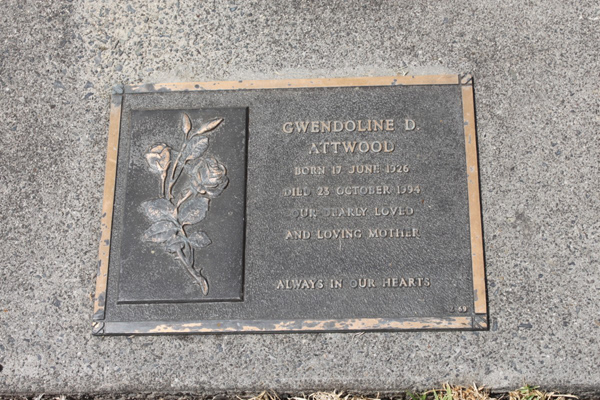 GWENDOLINE D.
ATTWOOD
BORN 17 JUNE 1926
DIED 23 OCTOBER 1994
OUR DEARLY LOVED
AND LOVING MOTHER
ALWAYS IN OUR HEARTS